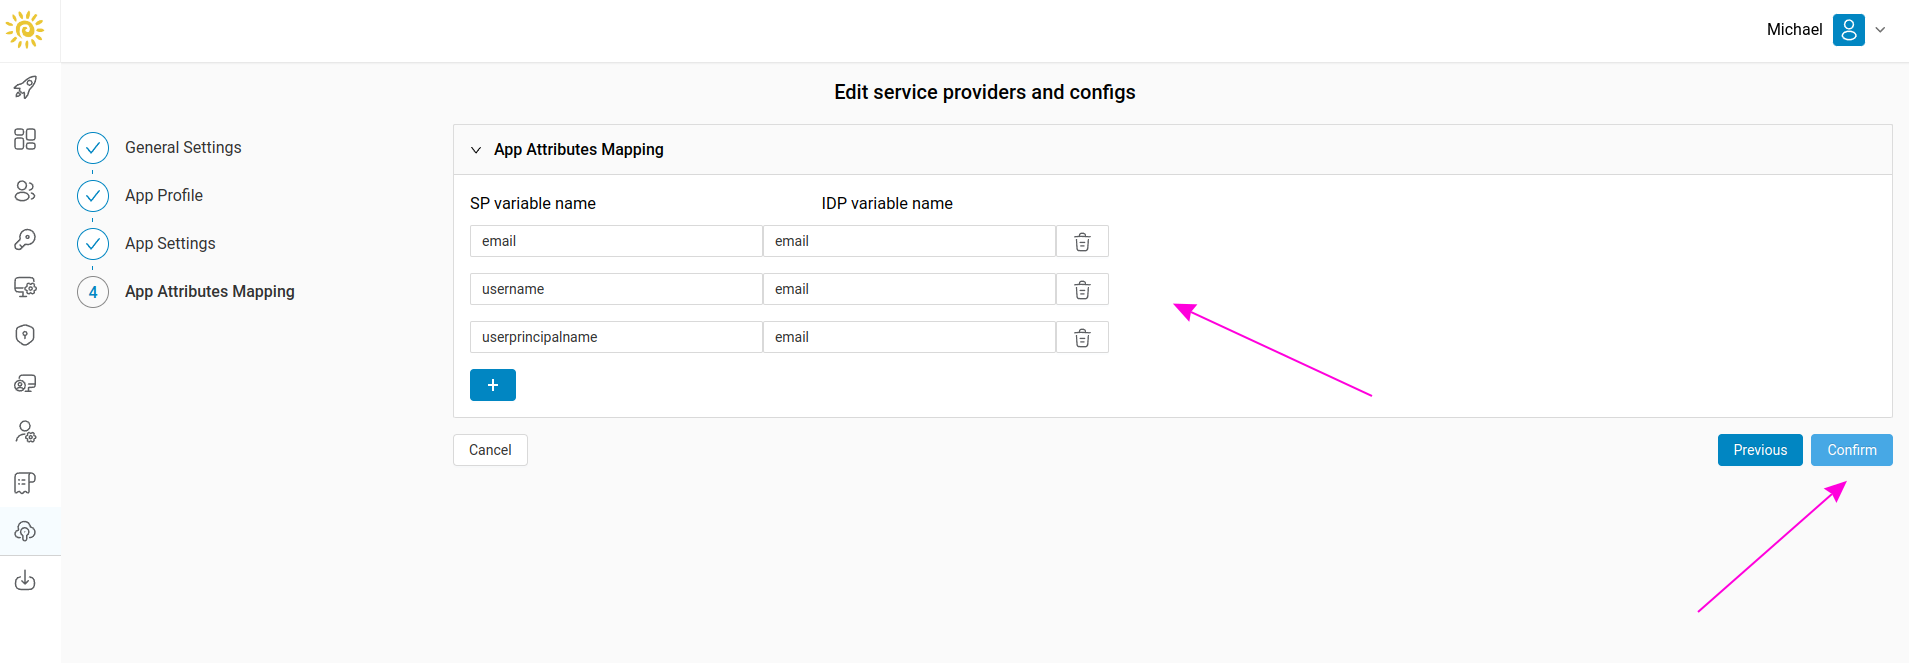 Michael
Edit service providers and configs
General Settings
App Profile
App Settings
4 App Attributes Mapping
App Attributes Mapping
SP variable name IDP variable name
email email
username email
userprincipalname email
+
Cancel Previous Confirm